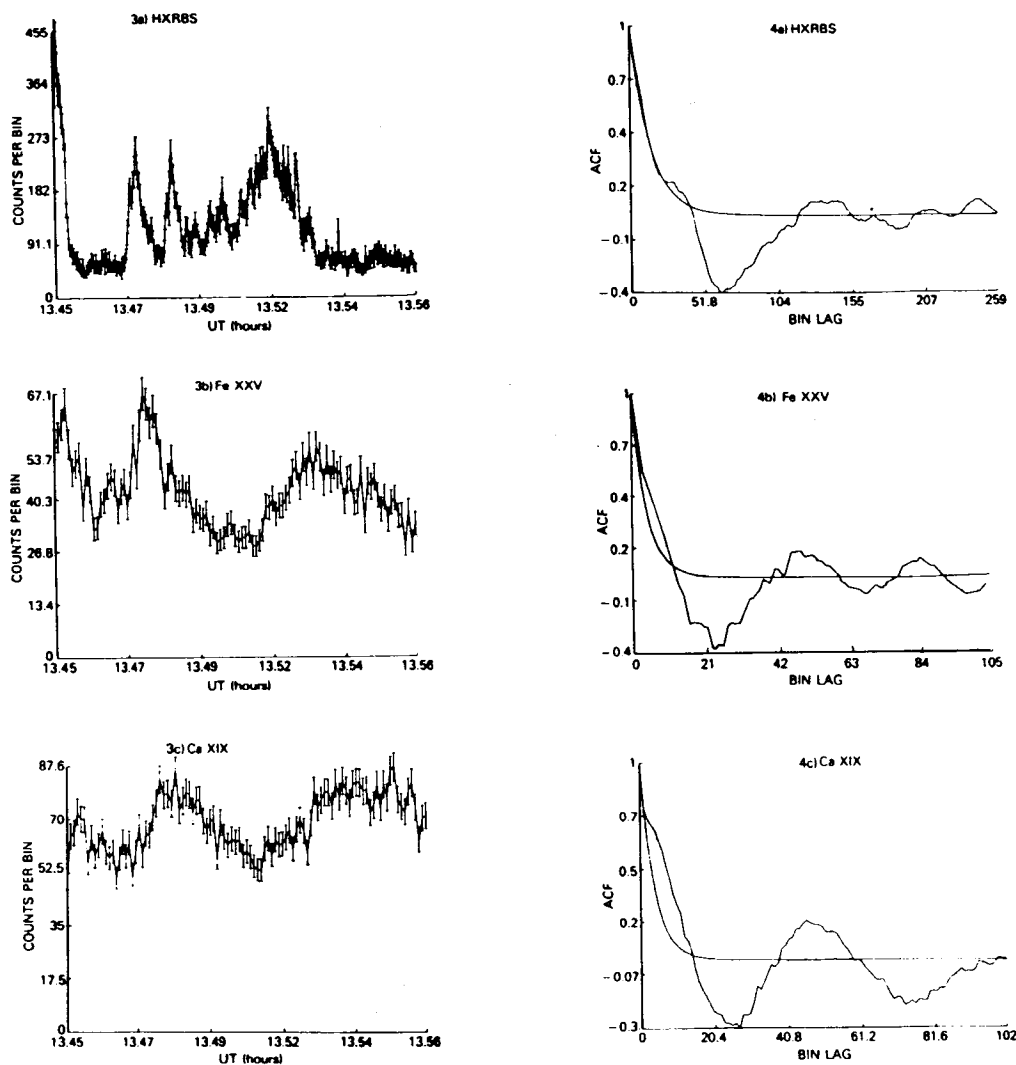 3a) HXRBS
455
364
273
182
91.1
0
COUNTS PER BIN
13.45 13.47 13.49 13.52 13.54 13.56
UT (hours)
4a) HXRBS
1
0.7
0.4
0.2
−0.1
−0.4
ACF
0 51.8 104 155 207 259
BIN LAG
3b) Fe XXV
67.1
53.7
40.3
26.8
13.4
0
COUNTS PER BIN
13.45 13.47 13.49 13.52 13.54 13.56
UT (hours)
4b) Fe XXV
1
0.7
0.4
0.2
−0.1
−0.4
ACF
0 21 42 63 84 105
BIN LAG
3c) Ca XIX
87.6
70
52.5
35
17.5
0
COUNTS PER BIN
13.45 13.47 13.49 13.52 13.54 13.56
UT (hours)
4c) Ca XIX
1
0.7
0.5
0.2
−0.07
−0.3
ACF
0 20.4 40.8 61.2 81.6 102
BIN LAG